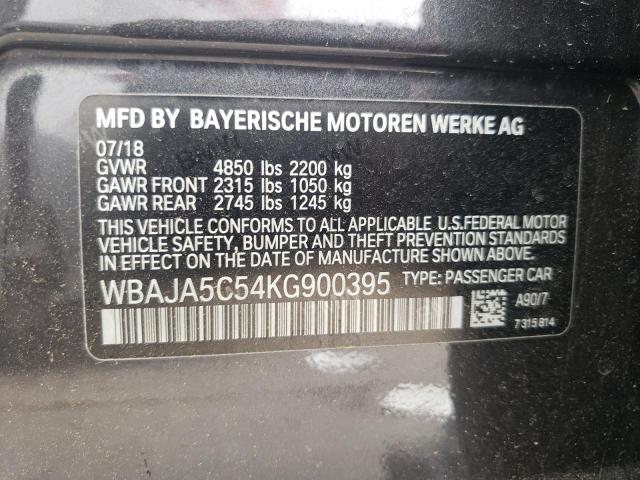 MFD BY BAYERISCHE MOTOREN WERKE AG
07/18
GVWR 4850 lbs 2200 kg
GAWR FRONT 2315 lbs 1050 kg
GAWR REAR 2745 lbs 1245 kg
THIS VEHICLE CONFORMS TO ALL APPLICABLE U.S.FEDERAL MOTOR
VEHICLE SAFETY, BUMPER AND THEFT PREVENTION STANDARDS
IN EFFECT ON THE DATE OF MANUFACTURE SHOWN ABOVE.
WBAJA5C54KG900395 TYPE: PASSENGER CAR
A90/7
7315814